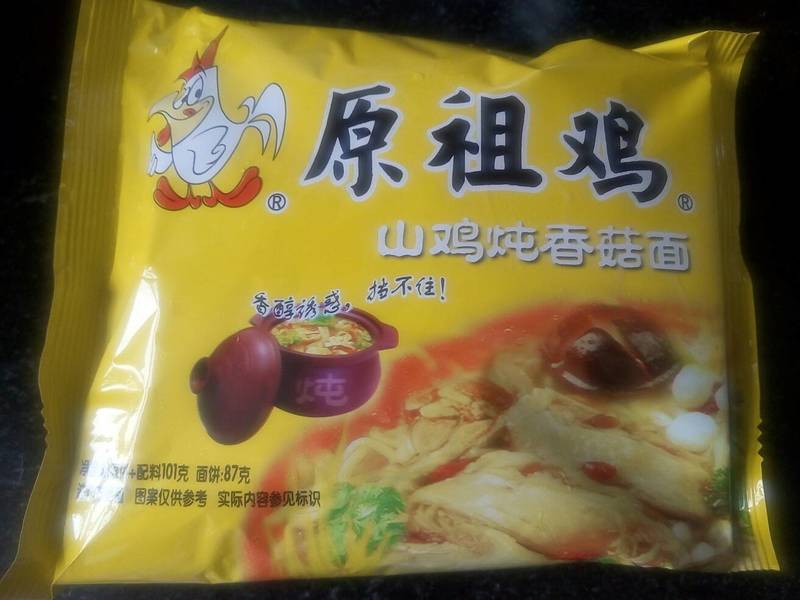 原祖鸡
®
®
山鸡炖香菇面
香醇诱惑，挡不住！
炖
+配料101克 面饼:87克
图案仅供参考 实际内容参见标识